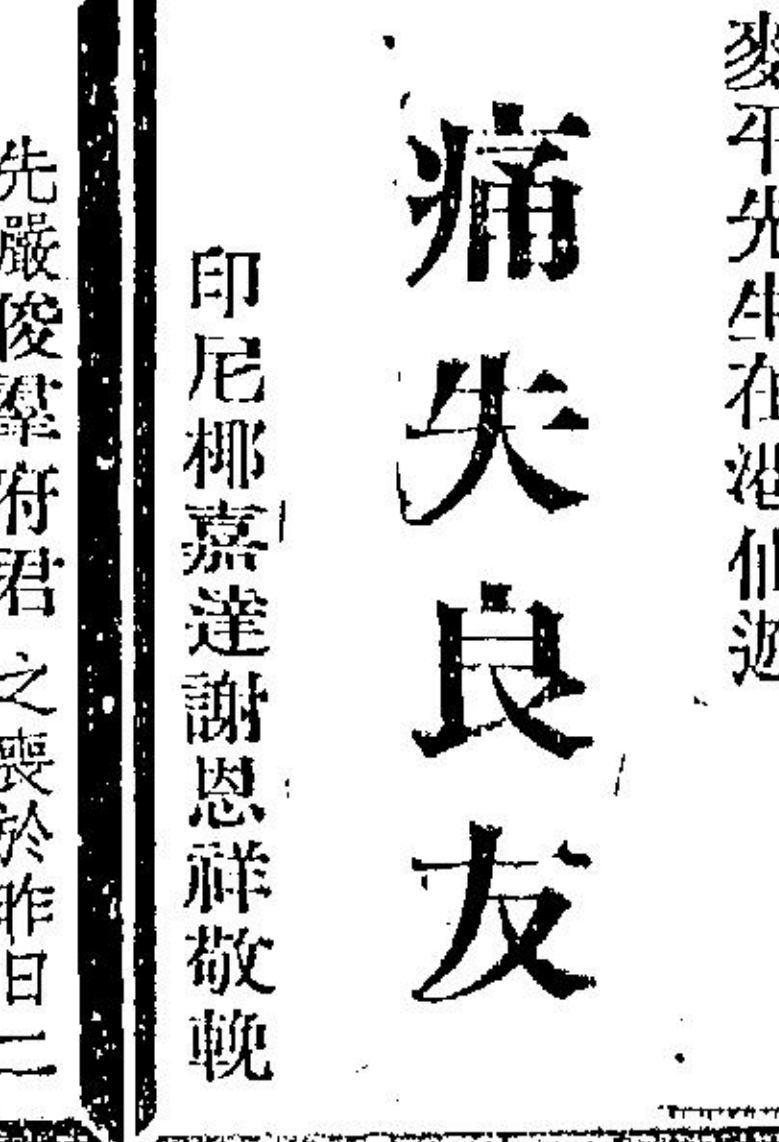 麥平先生在港仙遊
痛失良友
印尼椰嘉達謝恩祥敬輓
先嚴俊羣府君之喪於昨日二